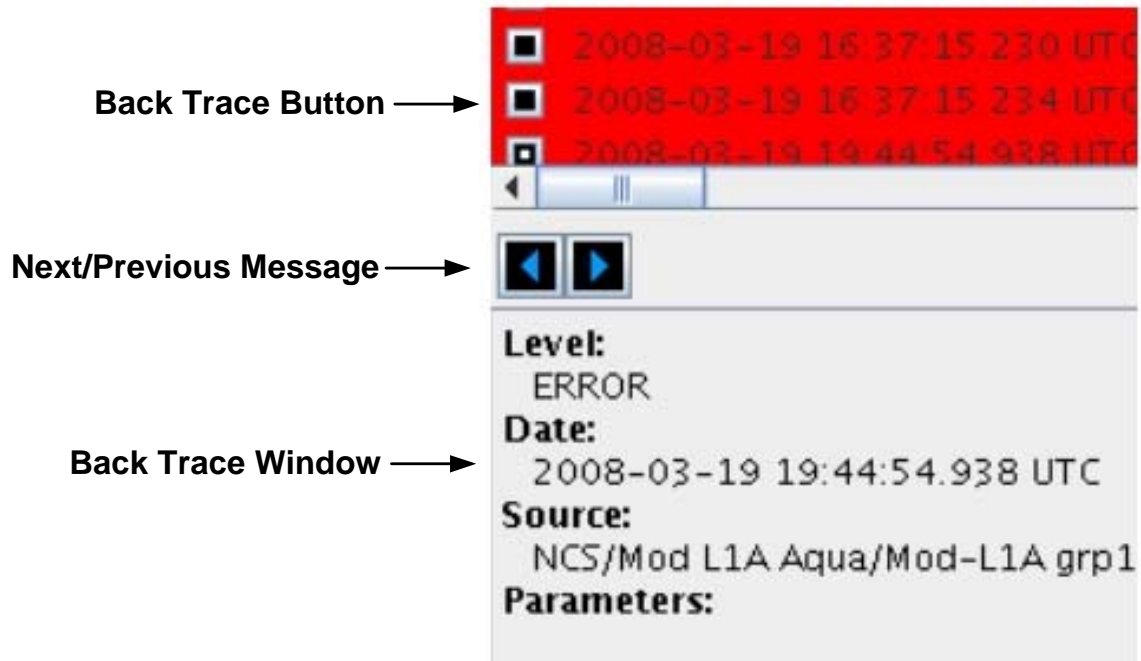 2008-03-19 16:37:15.230 UTC
Back Trace Button
2008-03-19 16:37:15.234 UTC
2008-03-19 19:44:54.938 UTC
Next/Previous Message
Level:
ERROR
Date:
Back Trace Window
2008-03-19 19:44:54.938 UTC
Source:
NCS/Mod L1A Aqua/Mod-L1A grp1
Parameters: